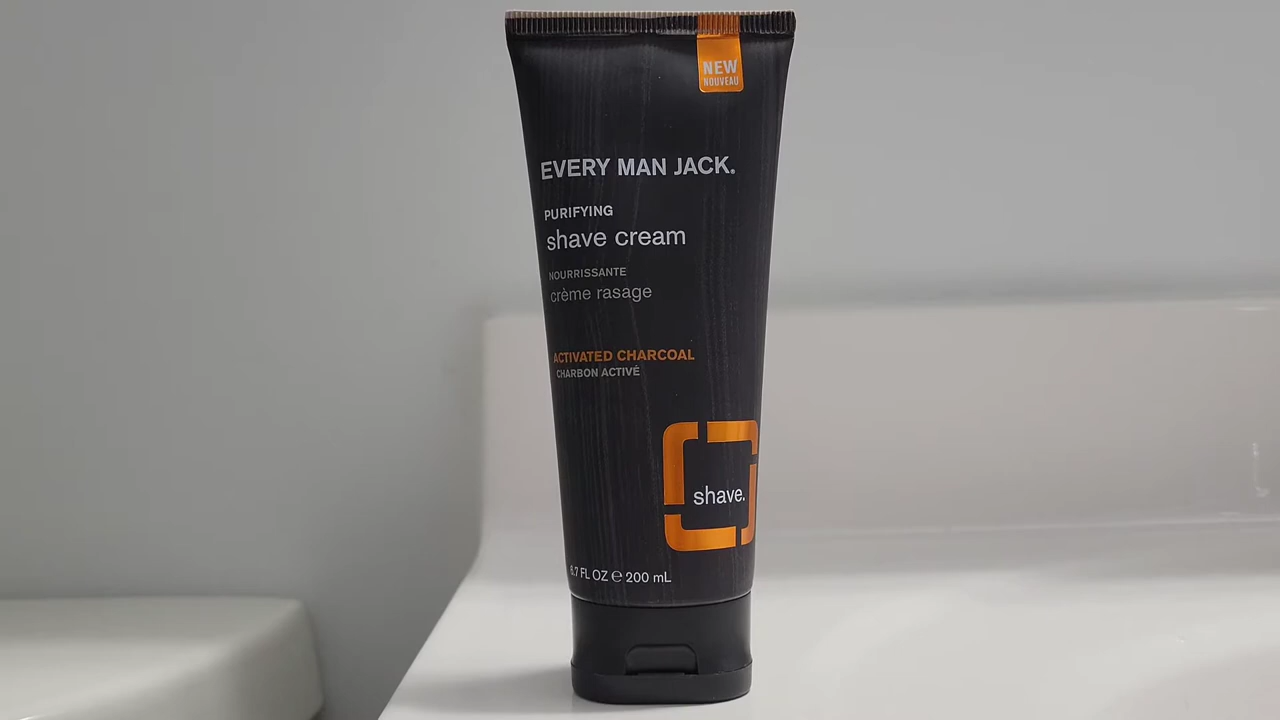 NEW
NOUVEAU
EVERY MAN JACK.
PURIFYING
shave cream
NOURRISSANTE
crème rasage
ACTIVATED CHARCOAL
CHARBON ACTIVÉ
shave.
6.7 FL OZ ℮ 200 mL